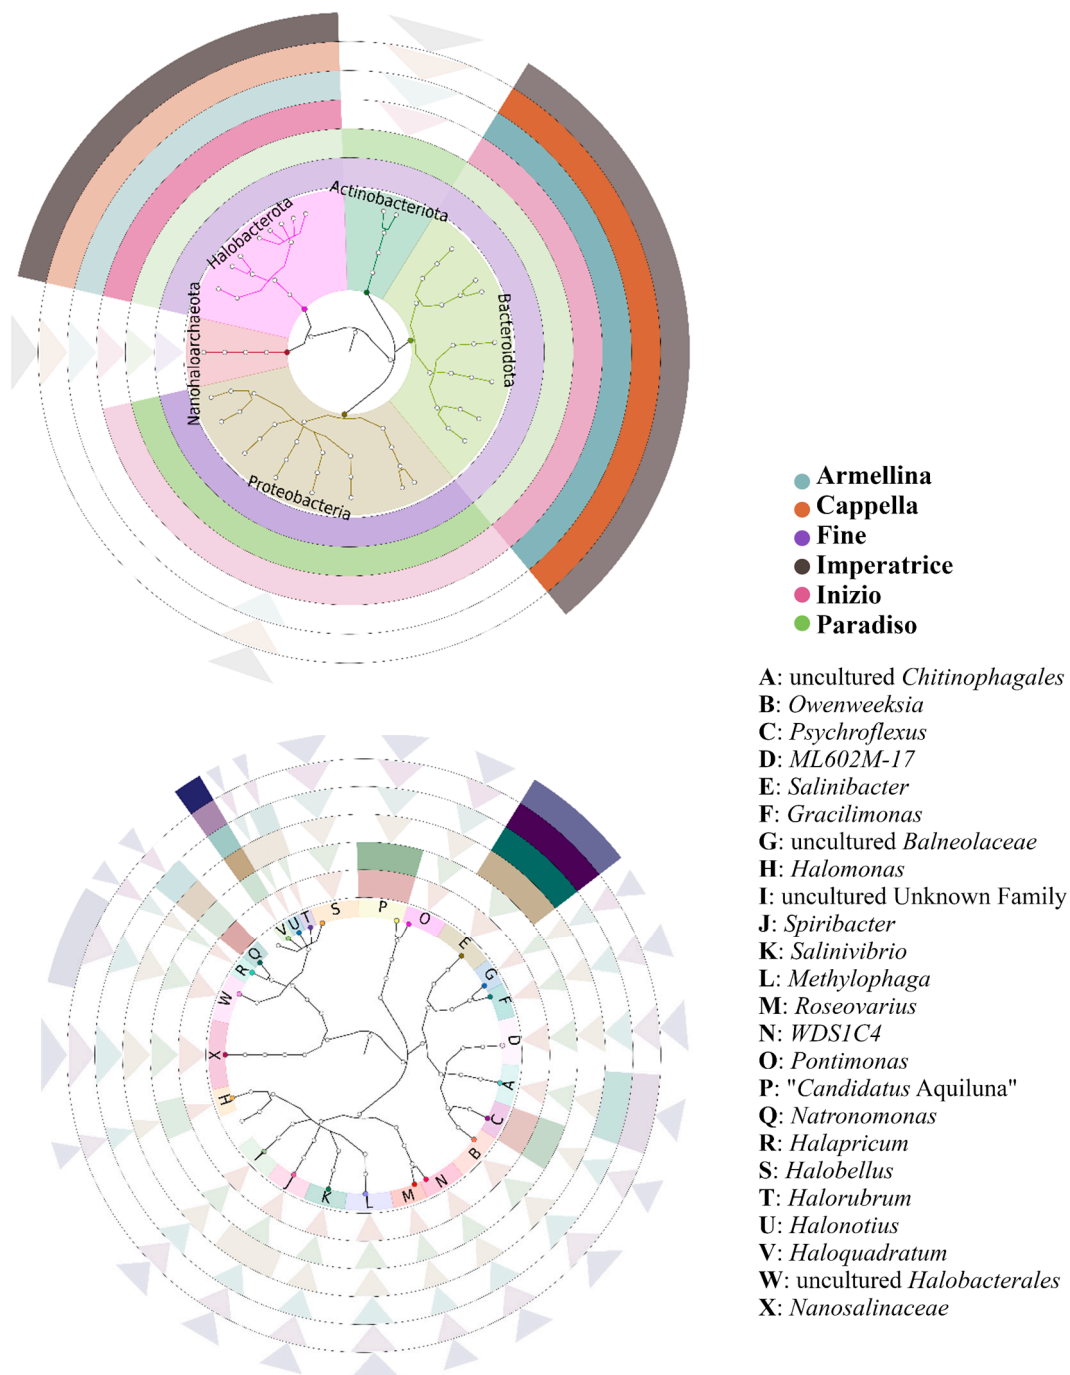 Actinobacteriota
Halobacterota
Bacteroidota
Nanohaloarchaeota
Proteobacteria
Armellina
Cappella
Fine
Imperatrice
Inizio
Paradiso
A: uncultured Chitinophagales
B: Owenweeksia
C: Psychroflexus
D: ML602M-17
E: Salinibacter
F: Gracilimonas
G: uncultured Balneolaceae
H: Halomonas
I: uncultured Unknown Family
J: Spiribacter
K: Salinivibrio
L: Methylophaga
M: Roseovarius
N: WDS1C4
O: Pontimonas
P: "Candidatus Aquiluna"
Q: Natronomonas
R: Halapricum
S: Halobellus
T: Halorubrum
U: Halonotius
V: Haloquadratum
W: uncultured Halobacterales
X: Nanosalinaceae
S
P
O
E
G
F
D
A
C
B
N
M
L
K
J
I
H
X
W
R
Q
V
U
T